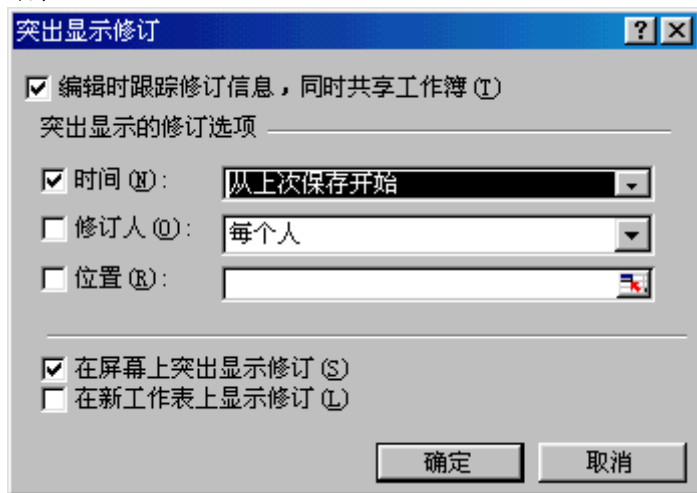 突出显示修订
编辑时跟踪修订信息，同时共享工作簿(T)
突出显示的修订选项
时间(N): 从上次保存开始
修订人(O): 每个人
位置(R):
在屏幕上突出显示修订(S)
在新工作表上显示修订(L)
确定 取消